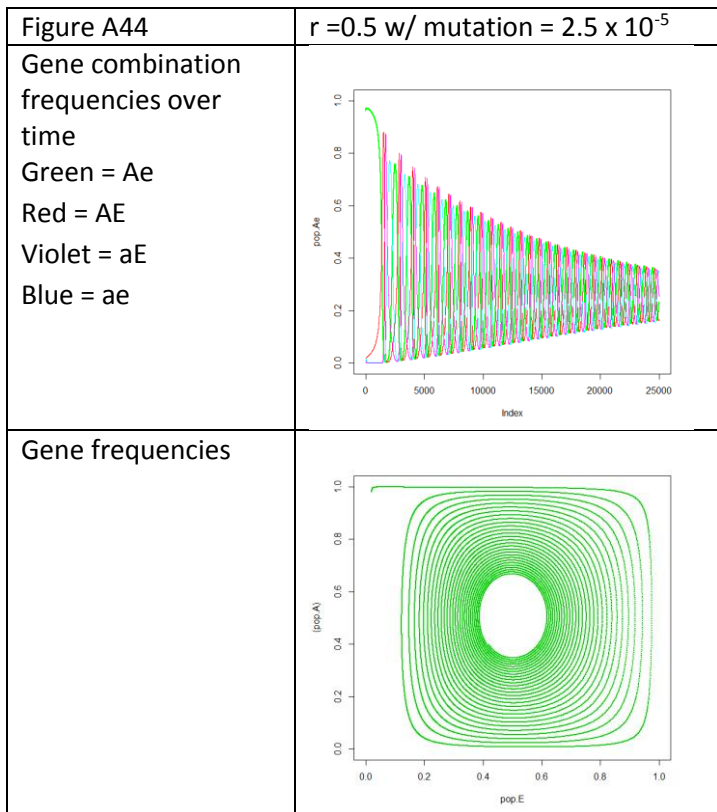 Figure A44
r =0.5 w/ mutation = 2.5 x 10⁻⁵
Gene combination
frequencies over
time
Green = Ae
Red = AE
Violet = aE
Blue = ae
pop.Ae
1.0
0.8
0.6
0.4
0.2
0.0
0 5000 10000 15000 20000 25000
Index
Gene frequencies
(pop.A)
1.0
0.8
0.6
0.4
0.2
0.0
0.0 0.2 0.4 0.6 0.8 1.0
pop.E